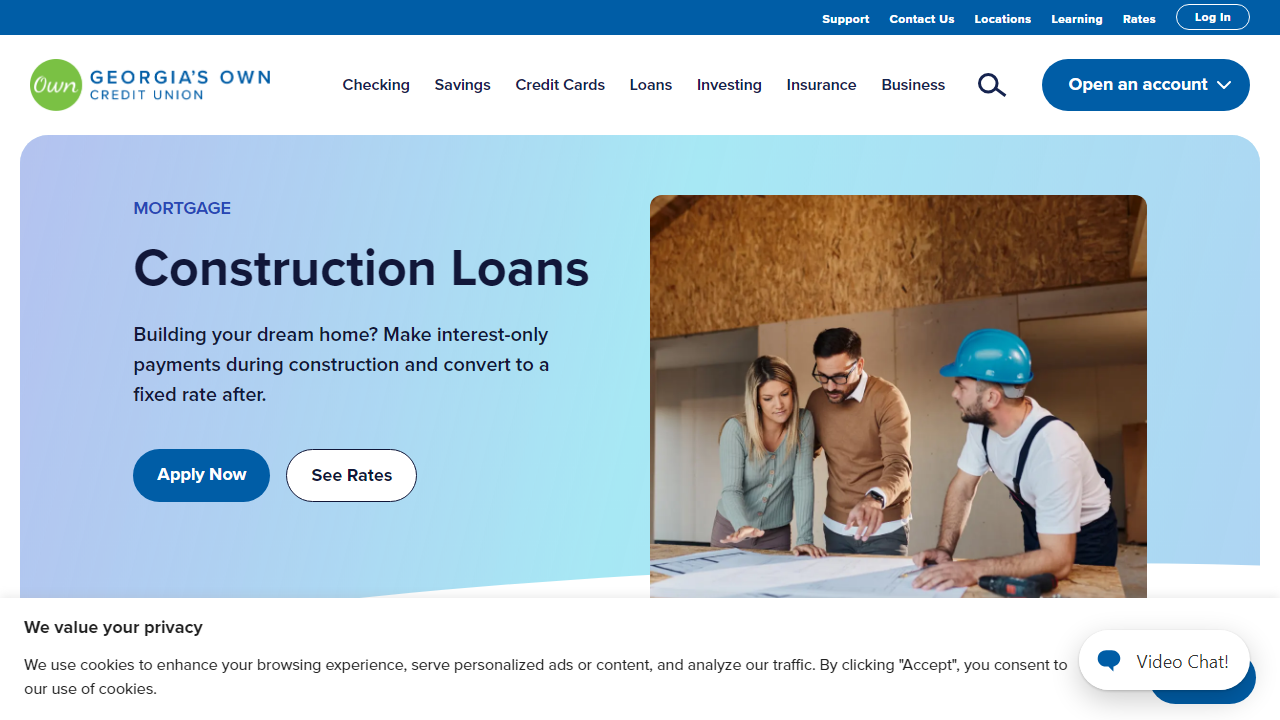 Support Contact Us Locations Learning Rates Log In
Own GEORGIA'S OWN
CREDIT UNION
Checking Savings Credit Cards Loans Investing Insurance Business Open an account
MORTGAGE
Construction Loans
Building your dream home? Make interest-only
payments during construction and convert to a
fixed rate after.
Apply Now See Rates
We value your privacy
We use cookies to enhance your browsing experience, serve personalized ads or content, and analyze our traffic. By clicking "Accept", you consent to
our use of cookies.
Video Chat!